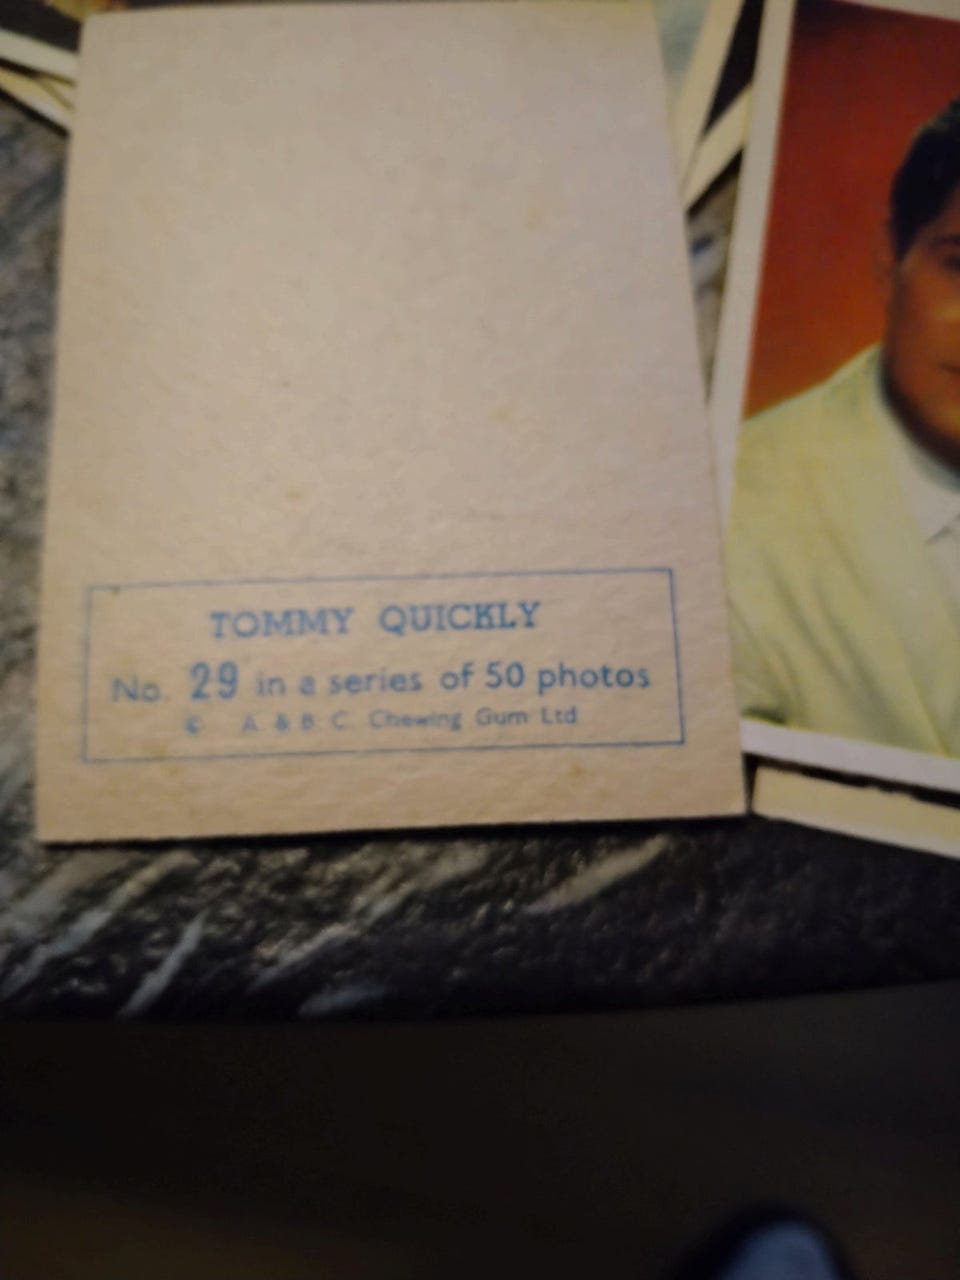 TOMMY QUICKLY
No. 29 in a series of 50 photos
© A. & B C. Chewing Gum Ltd